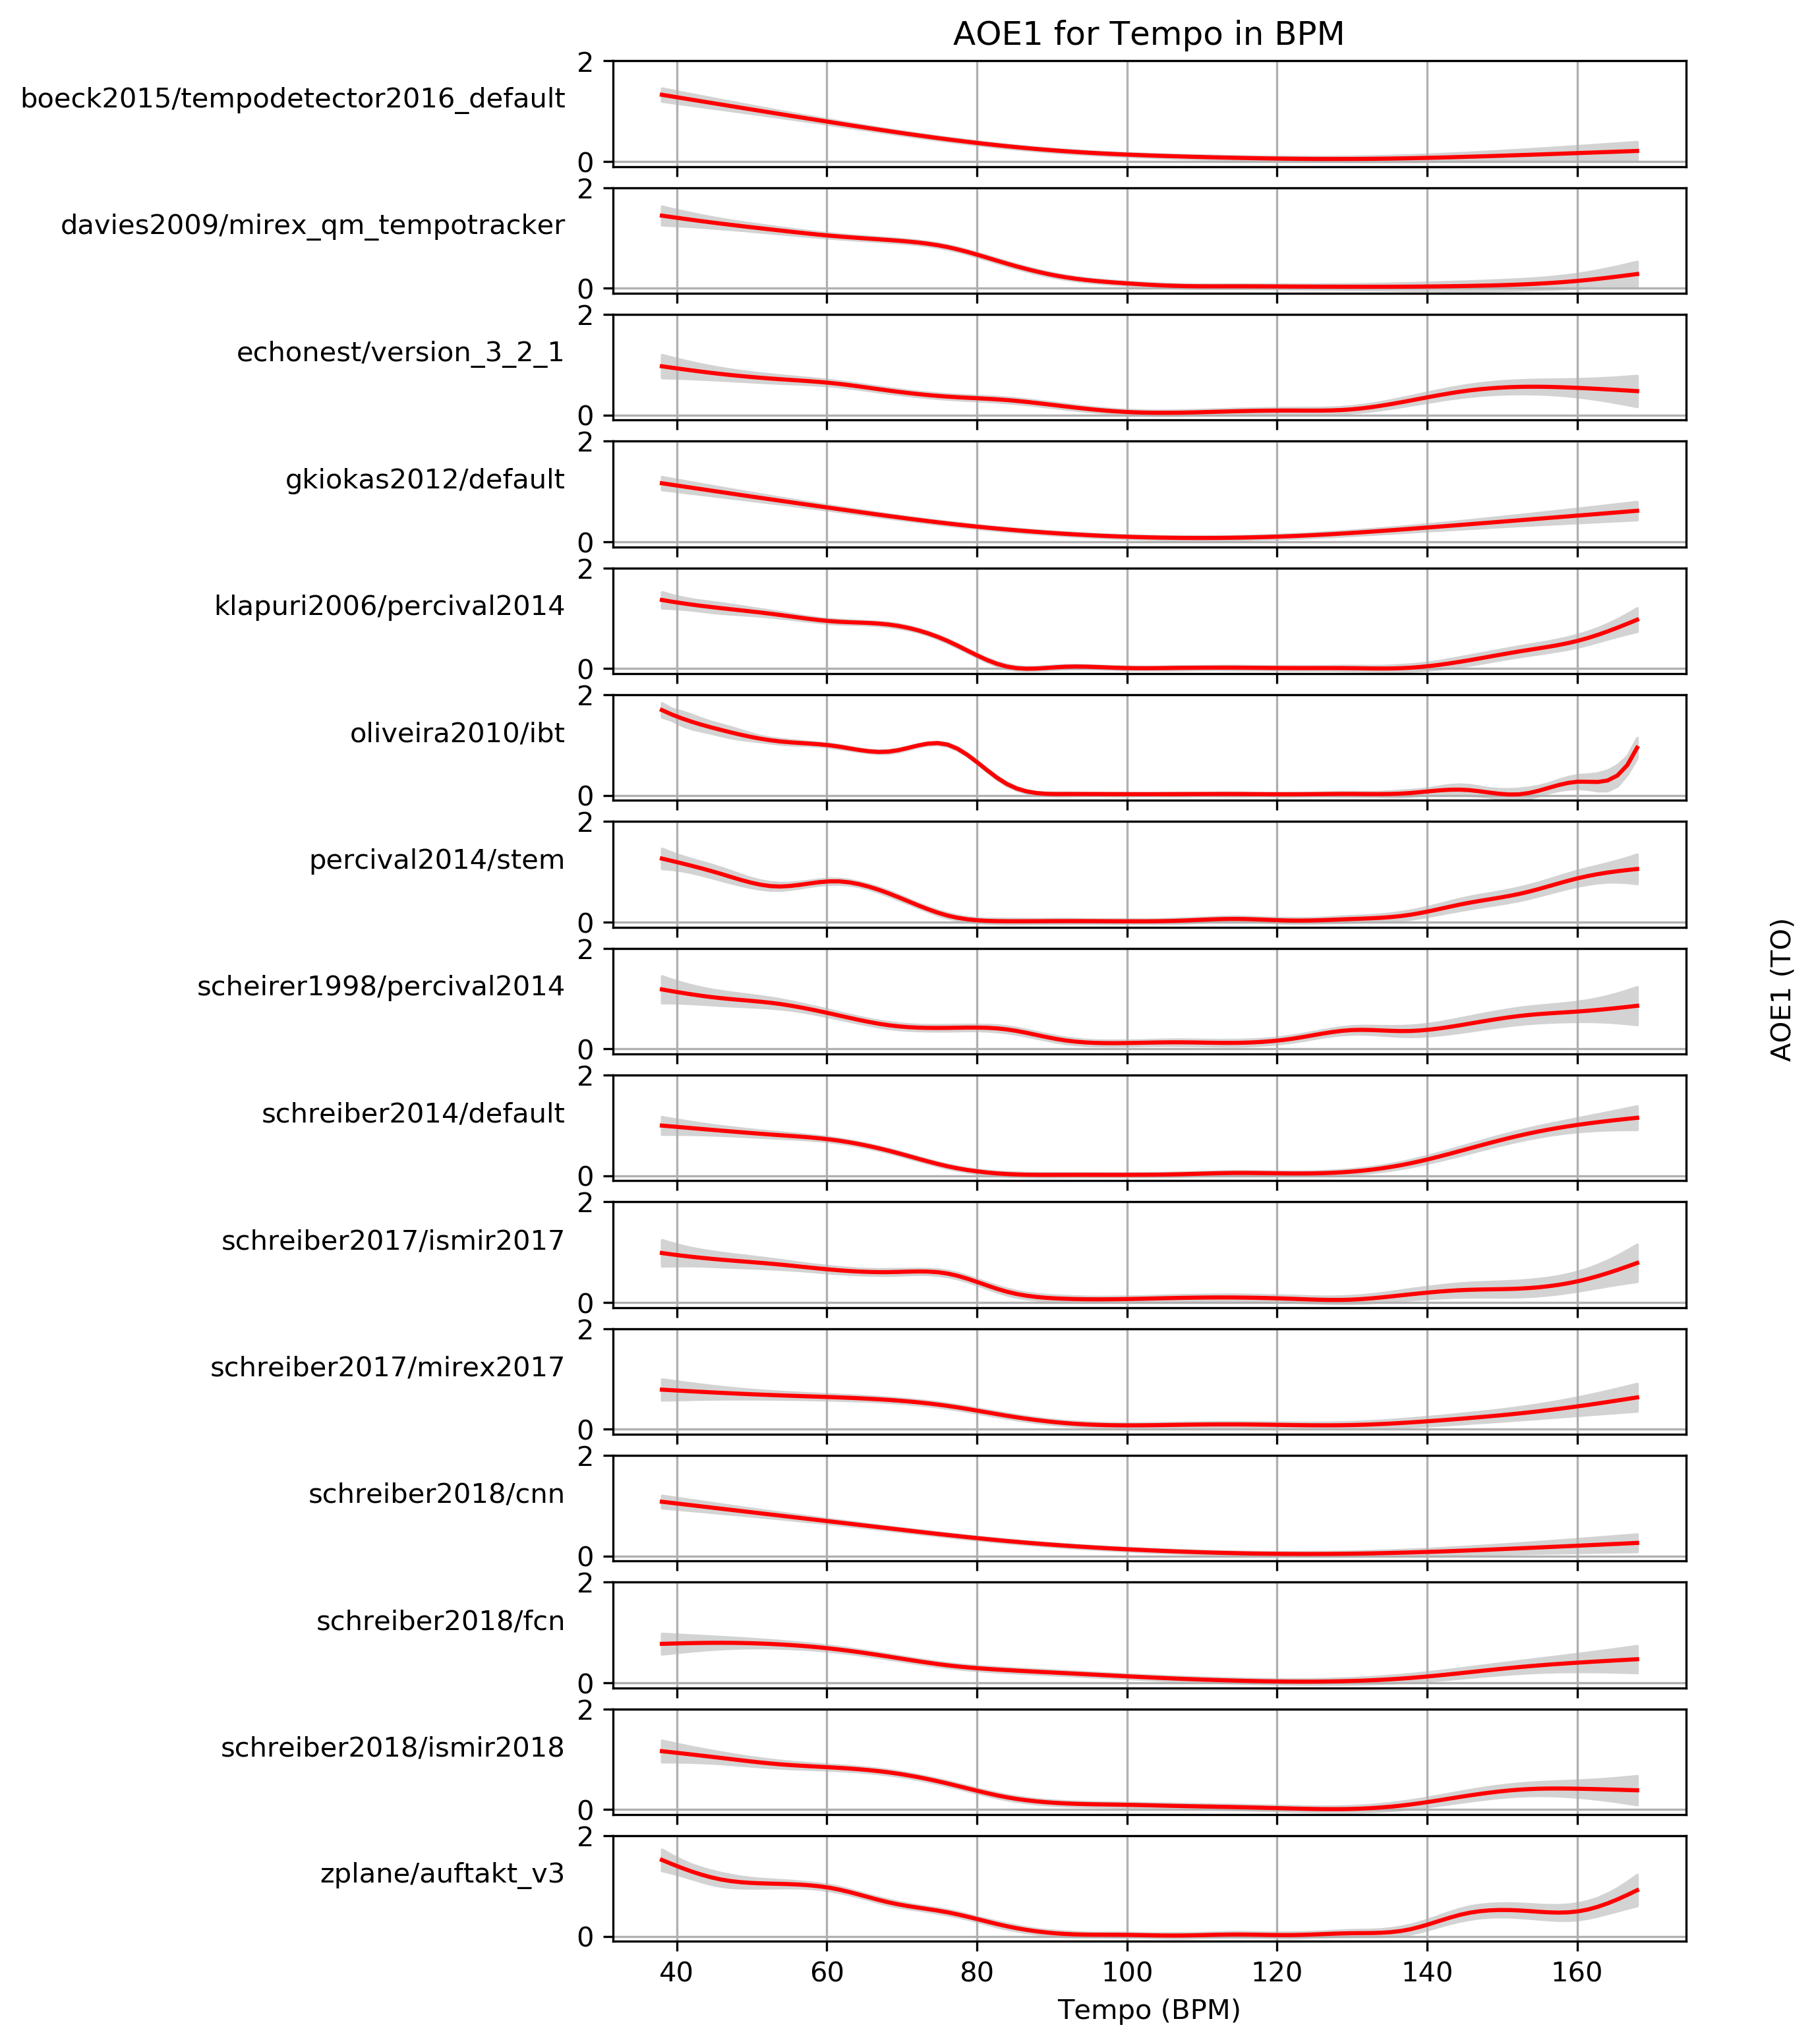 AOE1 for Tempo in BPM
boeck2015/tempodetector2016_default
2
0
davies2009/mirex_qm_tempotracker
2
0
echonest/version_3_2_1
2
0
gkiokas2012/default
2
0
klapuri2006/percival2014
2
0
oliveira2010/ibt
2
0
percival2014/stem
2
0
scheirer1998/percival2014
2
0
schreiber2014/default
2
0
schreiber2017/ismir2017
2
0
schreiber2017/mirex2017
2
0
schreiber2018/cnn
2
0
schreiber2018/fcn
2
0
schreiber2018/ismir2018
2
0
zplane/auftakt_v3
2
0
40 60 80 100 120 140 160
Tempo (BPM)
AOE1 (TO)